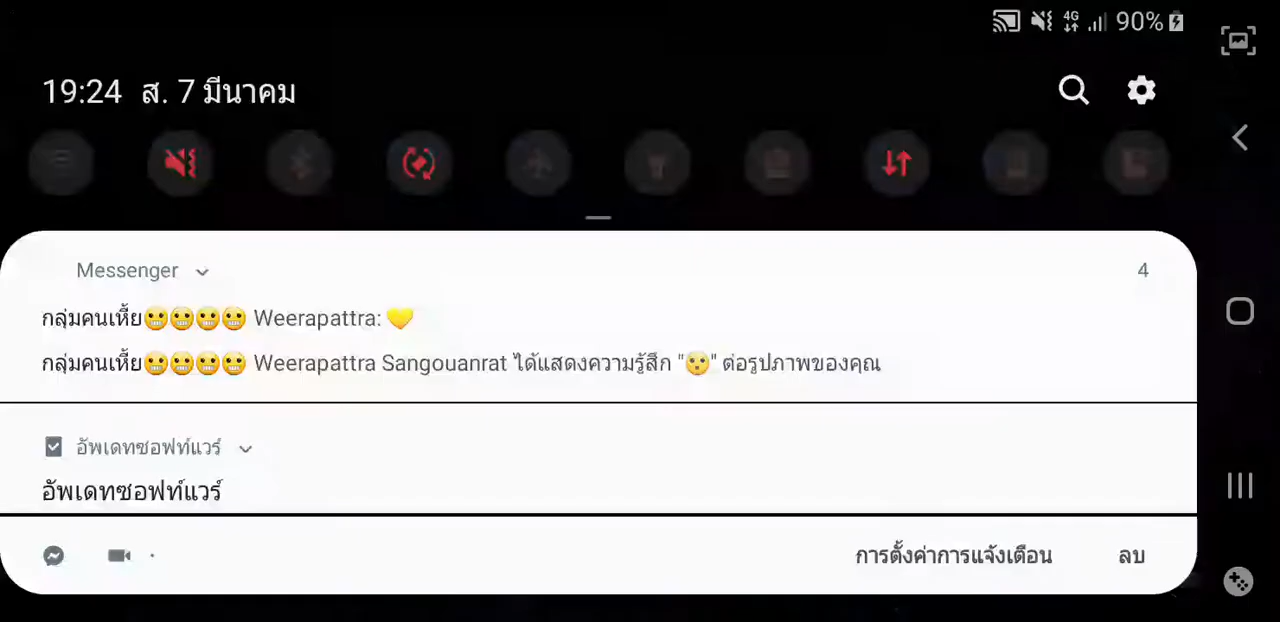 4G 90%
19:24 ส. 7 มีนาคม
Messenger 4
กลุ่มคนเหี้ย😬😬😬😬 Weerapattra: 💛
กลุ่มคนเหี้ย😬😬😬😬 Weerapattra Sangouanrat ได้แสดงความรู้สึก "😯" ต่อรูปภาพของคุณ
อัพเดทซอฟท์แวร์
อัพเดทซอฟท์แวร์
การตั้งค่าการแจ้งเตือน ลบ